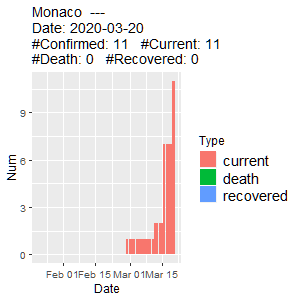 Monaco  ---
Date: 2020-03-20
#Confirmed: 11   #Current: 11
#Death: 0   #Recovered: 0
Num
9
6
3
0
Feb 01 Feb 15 Mar 01 Mar 15
Date
Type
current
death
recovered